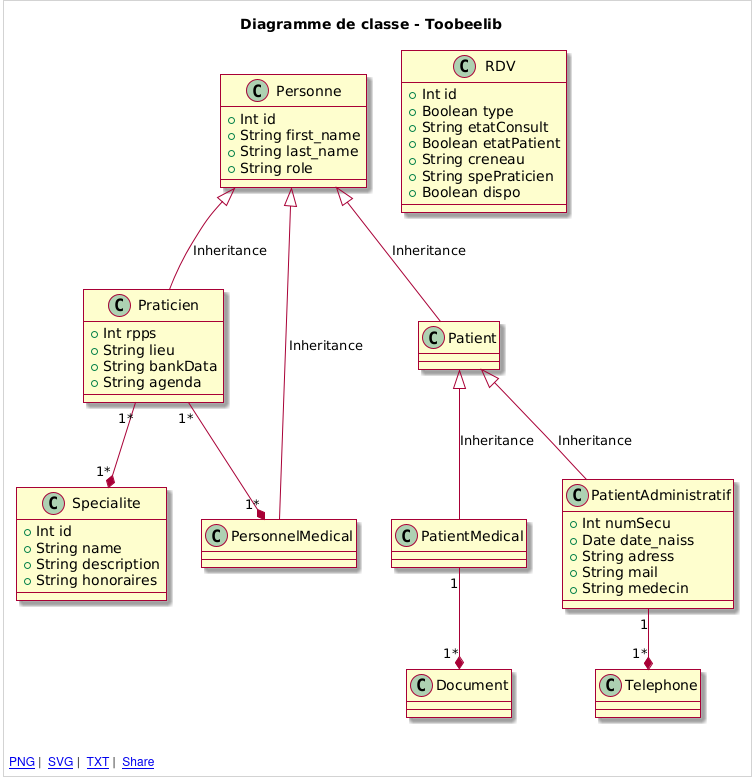 Diagramme de classe - Toobeelib
C Personne
Int id
String first_name
String last_name
String role
C RDV
Int id
Boolean type
String etatConsult
Boolean etatPatient
String creneau
String spePraticien
Boolean dispo
Inheritance
Inheritance
Inheritance
C Praticien
Int rpps
String lieu
String bankData
String agenda
C Patient
1*
1*
Inheritance
Inheritance
1*
1*
C Specialite
Int id
String name
String description
String honoraires
C PersonnelMedical
C PatientMedical
C PatientAdministratif
Int numSecu
Date date_naiss
String adress
String mail
String medecin
1
1
1*
1*
C Document
C Telephone
PNG | SVG | TXT | Share